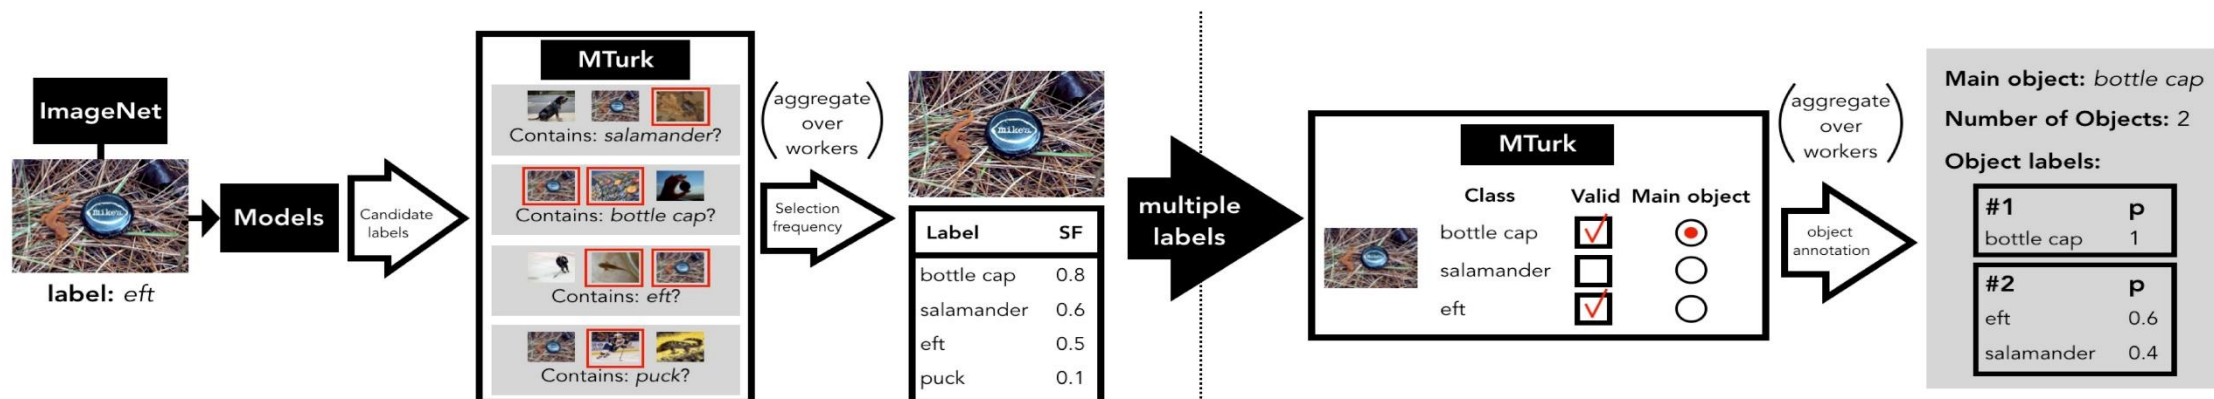 ImageNet
label: eft
Models
Candidate
labels
MTurk
Contains: salamander?
Contains: bottle cap?
Contains: eft?
Contains: puck?
(aggregate
over
workers)
Selection
frequency
Label SF
bottle cap 0.8
salamander 0.6
eft 0.5
puck 0.1
multiple
labels
MTurk
Class Valid Main object
bottle cap
salamander
eft
(aggregate
over
workers)
object
annotation
Main object: bottle cap
Number of Objects: 2
Object labels:
#1 p
bottle cap 1
#2 p
eft 0.6
salamander 0.4